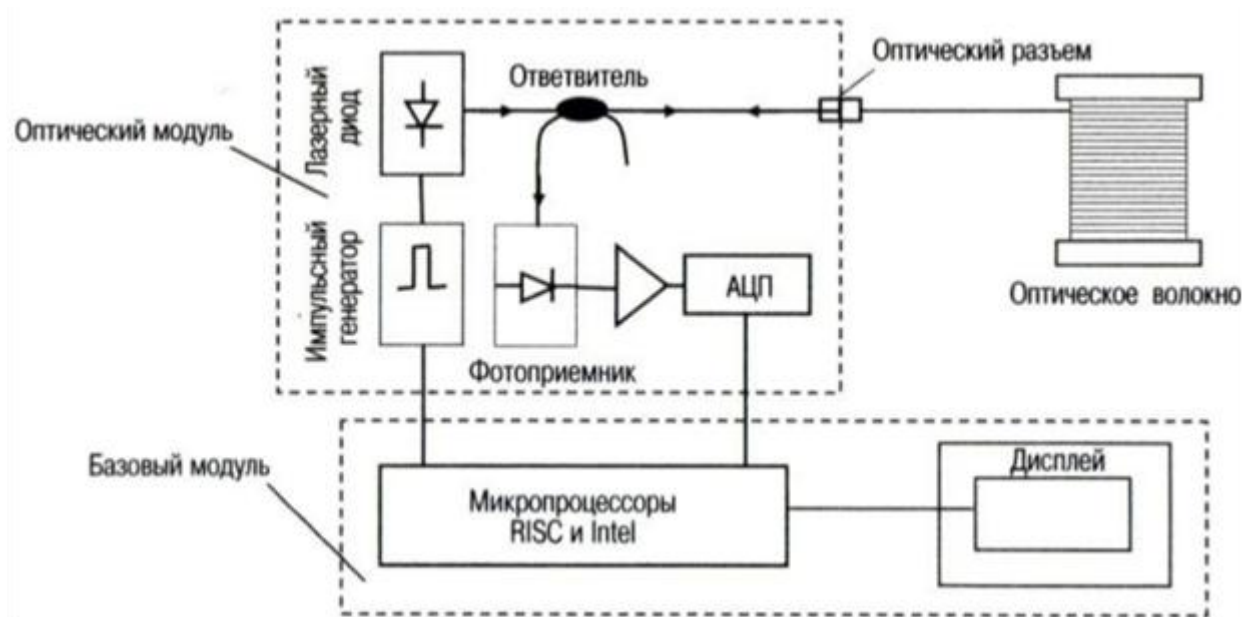 Оптический разъем
Ответвитель
Лазерный
диод
Оптический модуль
Импульсный
генератор
АЦП
Оптическое волокно
Фотоприемник
Базовый модуль
Дисплей
Микропроцессоры
RISC и Intel